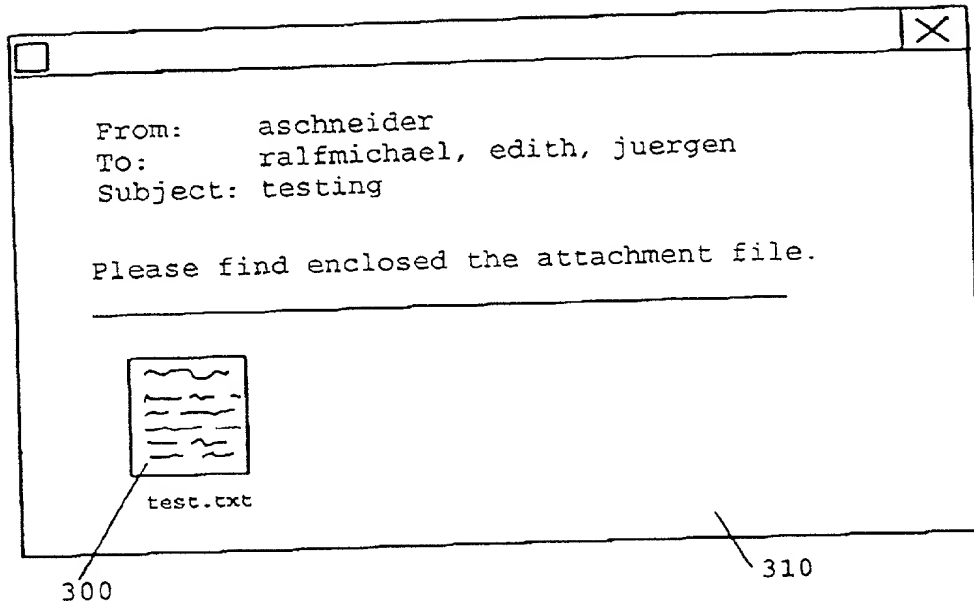 From: aschneider
To: ralfmichael, edith, juergen
Subject: testing
Please find enclosed the attachment file.
test.txt
300
310